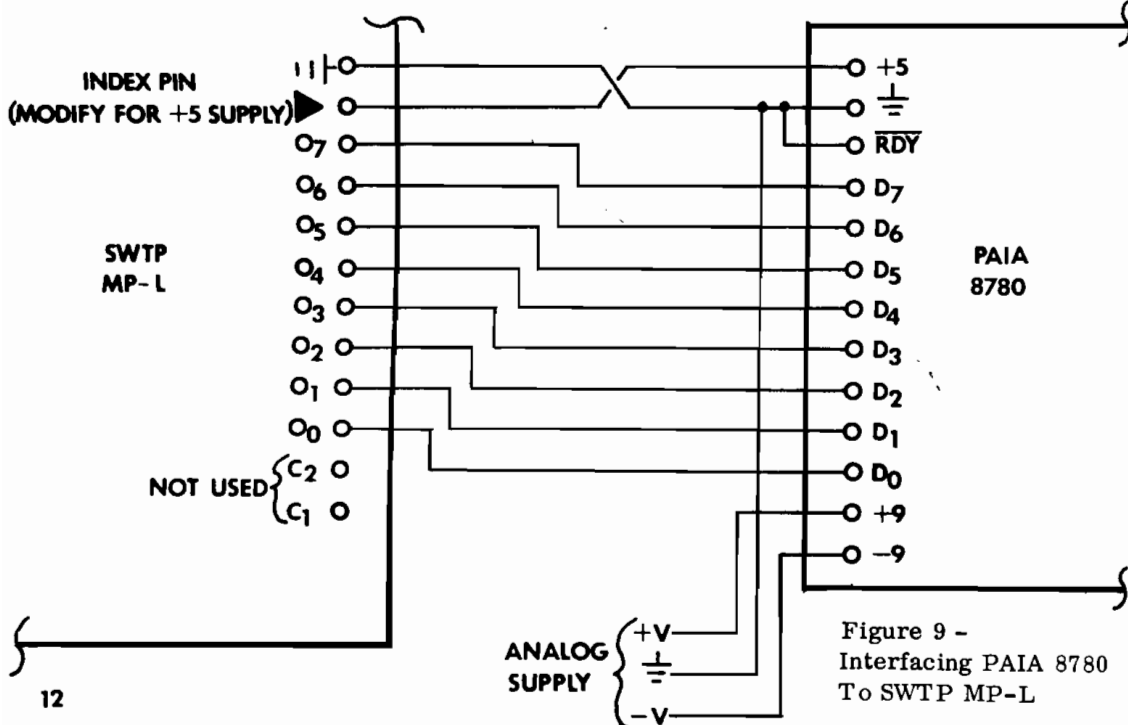 INDEX PIN
(MODIFY FOR +5 SUPPLY)
O7
O6
O5
O4
O3
O2
O1
O0
NOT USED
C2
C1
SWTP
MP-L
+5
RDY
D7
D6
D5
D4
D3
D2
D1
D0
+9
-9
PAIA
8780
ANALOG
SUPPLY
+V
-V
Figure 9 -
Interfacing PAIA 8780
To SWTP MP-L
12